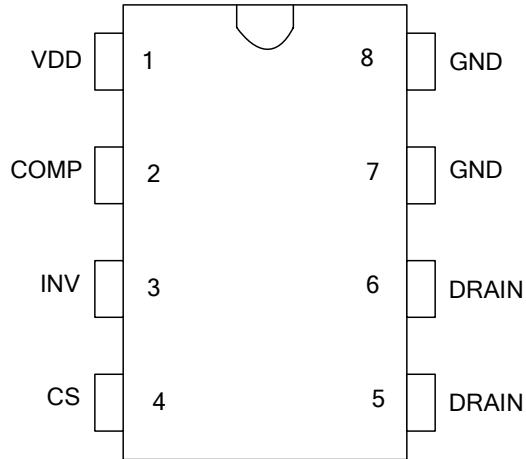 VDD 1 8 GND
COMP 2 7 GND
INV 3 6 DRAIN
CS 4 5 DRAIN